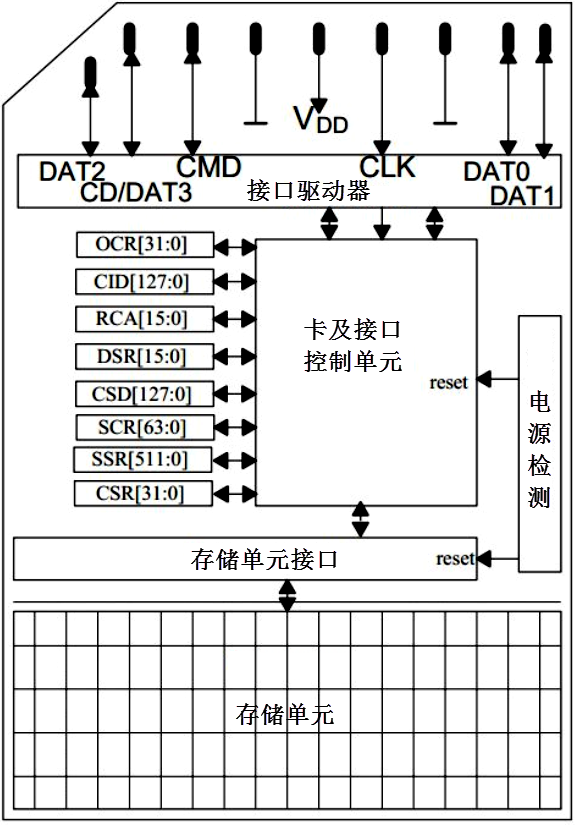 VDD
DAT2
CMD
CLK
DAT0
CD/DAT3
接口驱动器
DAT1
OCR[31:0]
CID[127:0]
RCA[15:0]
DSR[15:0]
CSD[127:0]
SCR[63:0]
SSR[511:0]
CSR[31:0]
卡及接口
控制单元
reset
电
源
检
测
存储单元接口
reset
存储单元